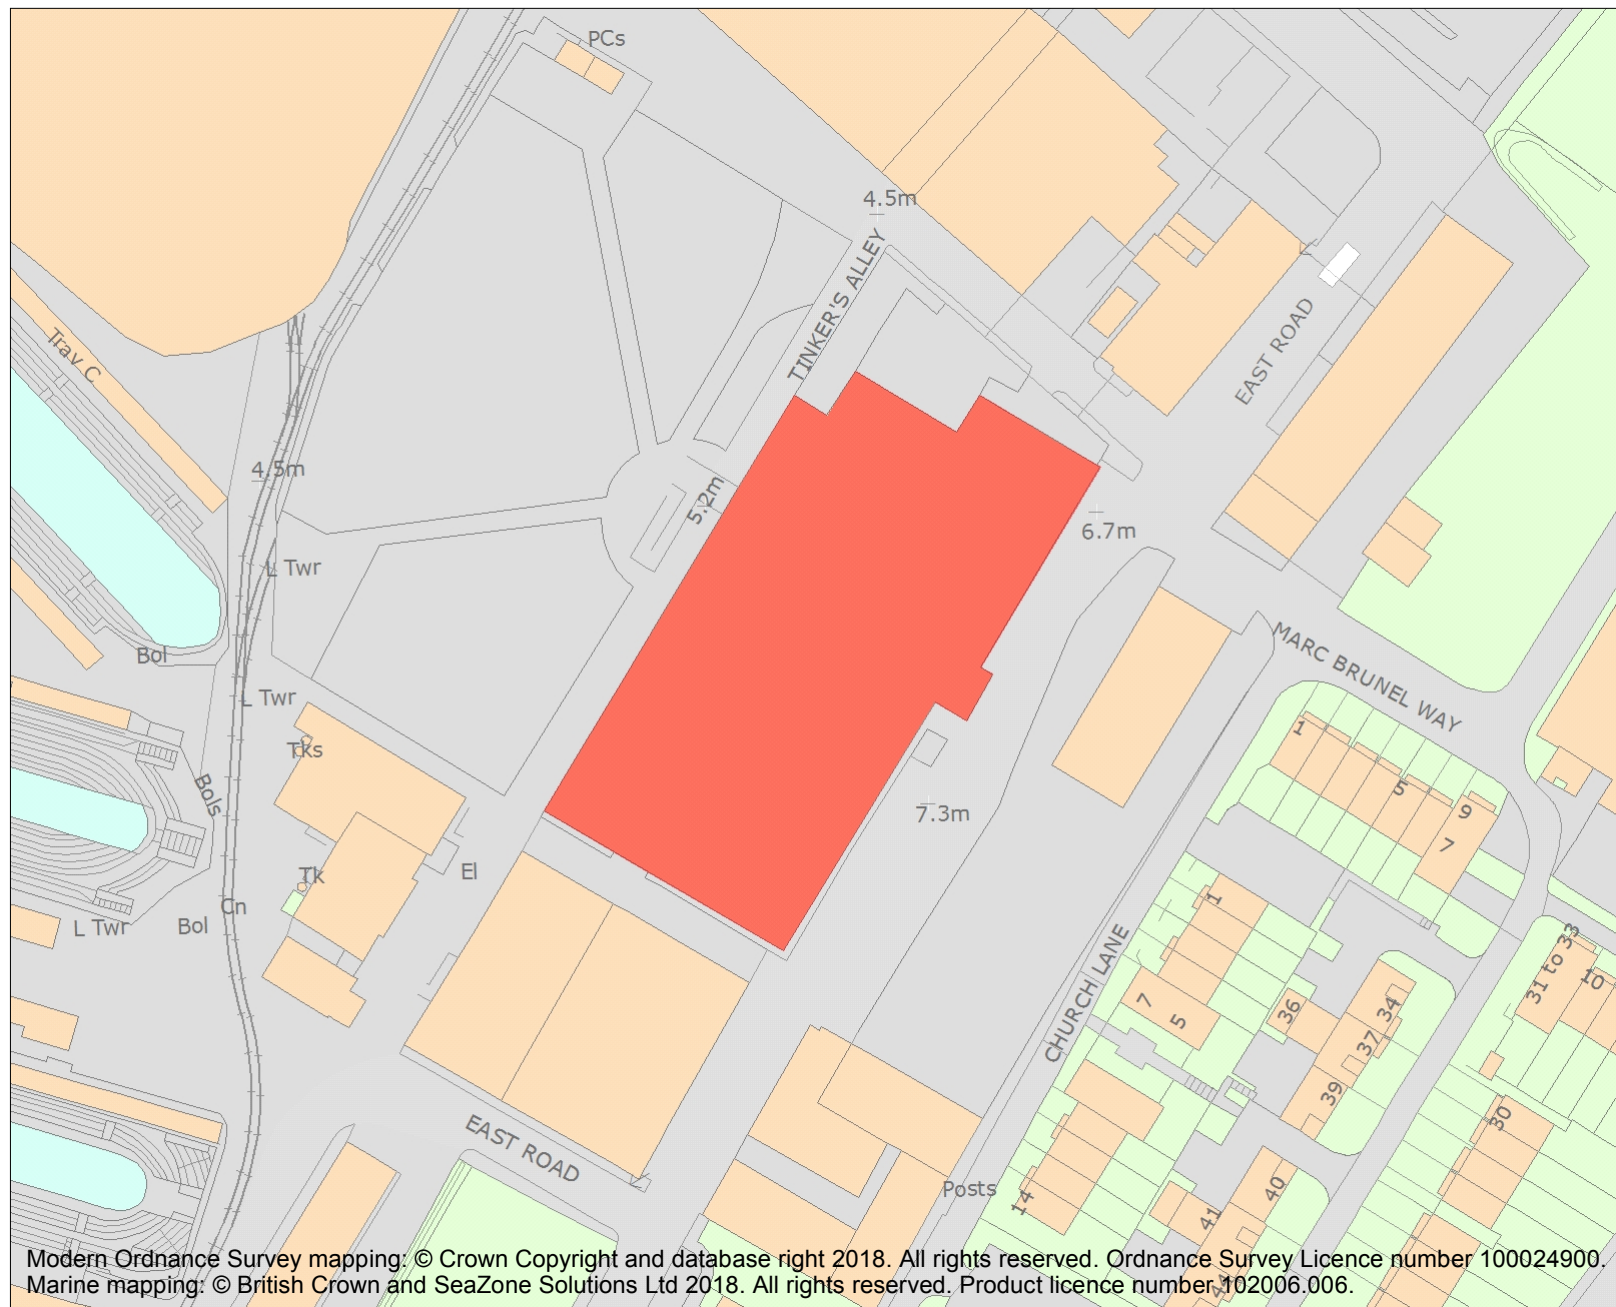 PCs
4.5m
TINKER'S ALLEY
EAST ROAD
Trav C
4.5m
5.2m
6.7m
L Twr
Bol
MARC BRUNEL WAY
L Twr
1
Tks
5
Bols
9
7.3m
7
Tk
El
1
Cn
L Twr
Bol
CHURCH LANE
31 to 33
10
7
5
36
34
37
39
30
EAST ROAD
Posts
14
40
41
Modern Ordnance Survey mapping: © Crown Copyright and database right 2018. All rights reserved. Ordnance Survey Licence number 100024900.
Marine mapping: © British Crown and SeaZone Solutions Ltd 2018. All rights reserved. Product licence number 102006.006.